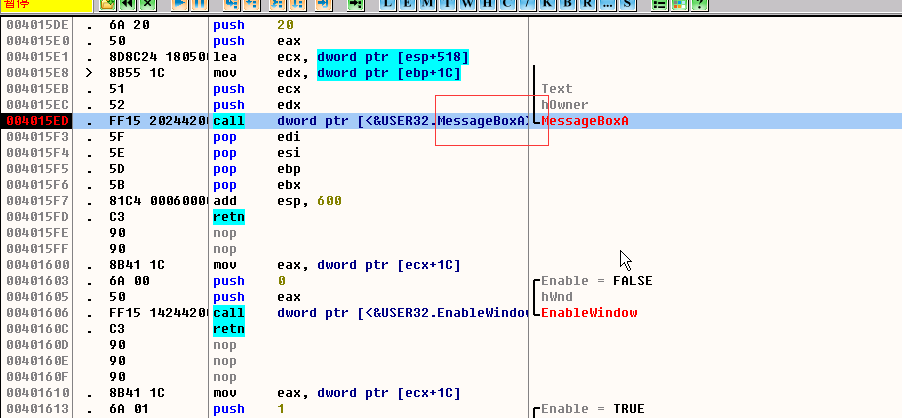 暂停 L E M T W H C / K B R ... S ?
004015DE . 6A 20 push 20
004015E0 . 50 push eax
004015E1 . 8D8C24 180500 lea ecx, dword ptr [esp+518]
004015E8 > 8B55 1C mov edx, dword ptr [ebp+1C]
004015EB . 51 push ecx Text
004015EC . 52 push edx hOwner
004015ED . FF15 20244200 call dword ptr [<&USER32.MessageBoxA> MessageBoxA
004015F3 . 5F pop edi
004015F4 . 5E pop esi
004015F5 . 5D pop ebp
004015F6 . 5B pop ebx
004015F7 . 81C4 00060000 add esp, 600
004015FD . C3 retn
004015FE 90 nop
004015FF 90 nop
00401600 . 8B41 1C mov eax, dword ptr [ecx+1C]
00401603 . 6A 00 push 0 Enable = FALSE
00401605 . 50 push eax hWnd
00401606 . FF15 14244200 call dword ptr [<&USER32.EnableWindow EnableWindow
0040160C . C3 retn
0040160D 90 nop
0040160E 90 nop
0040160F 90 nop
00401610 . 8B41 1C mov eax, dword ptr [ecx+1C]
00401613 . 6A 01 push 1 Enable = TRUE